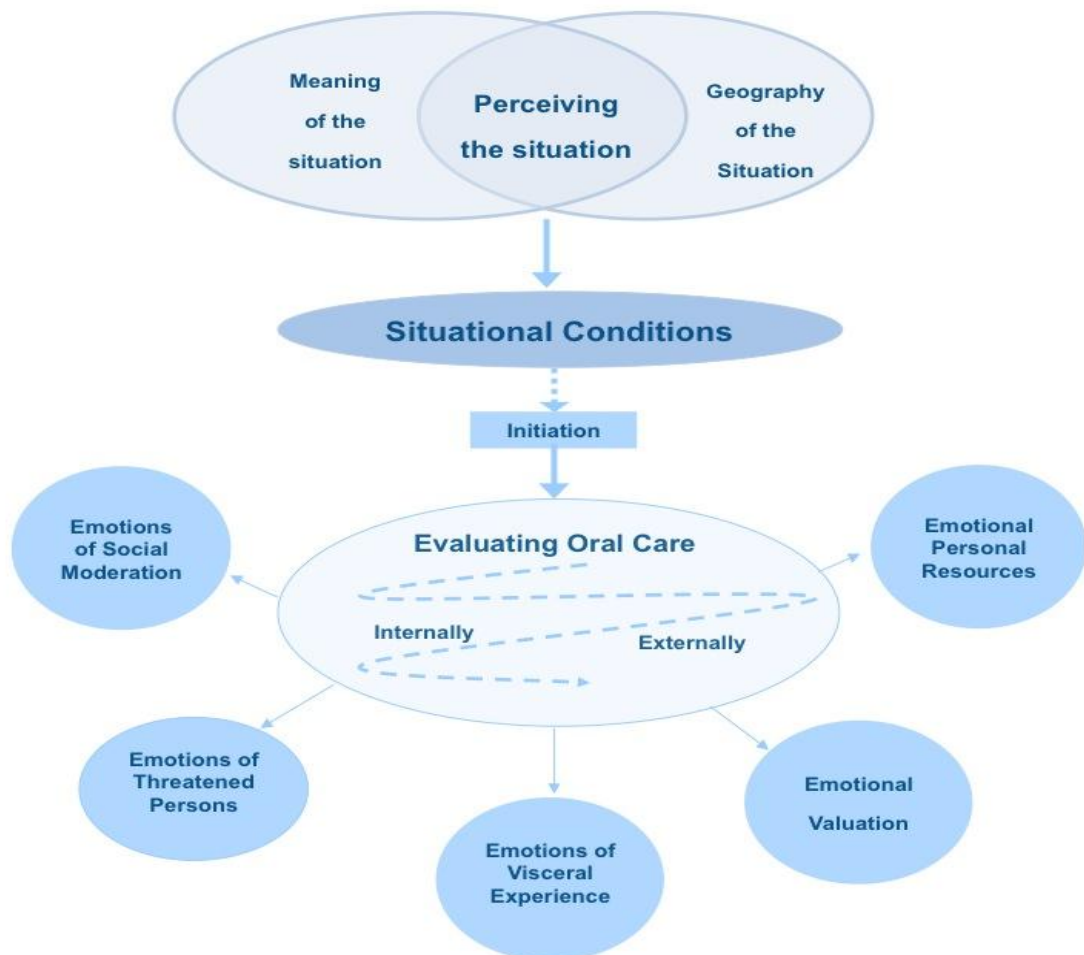 Meaning
of the
situation
Perceiving
the situation
Geography
of the
Situation
Situational Conditions
Initiation
Evaluating Oral Care
Internally
Externally
Emotions
of Social
Moderation
Emotional
Personal
Resources
Emotions of
Threatened
Persons
Emotions of
Visceral
Experience
Emotional
Valuation